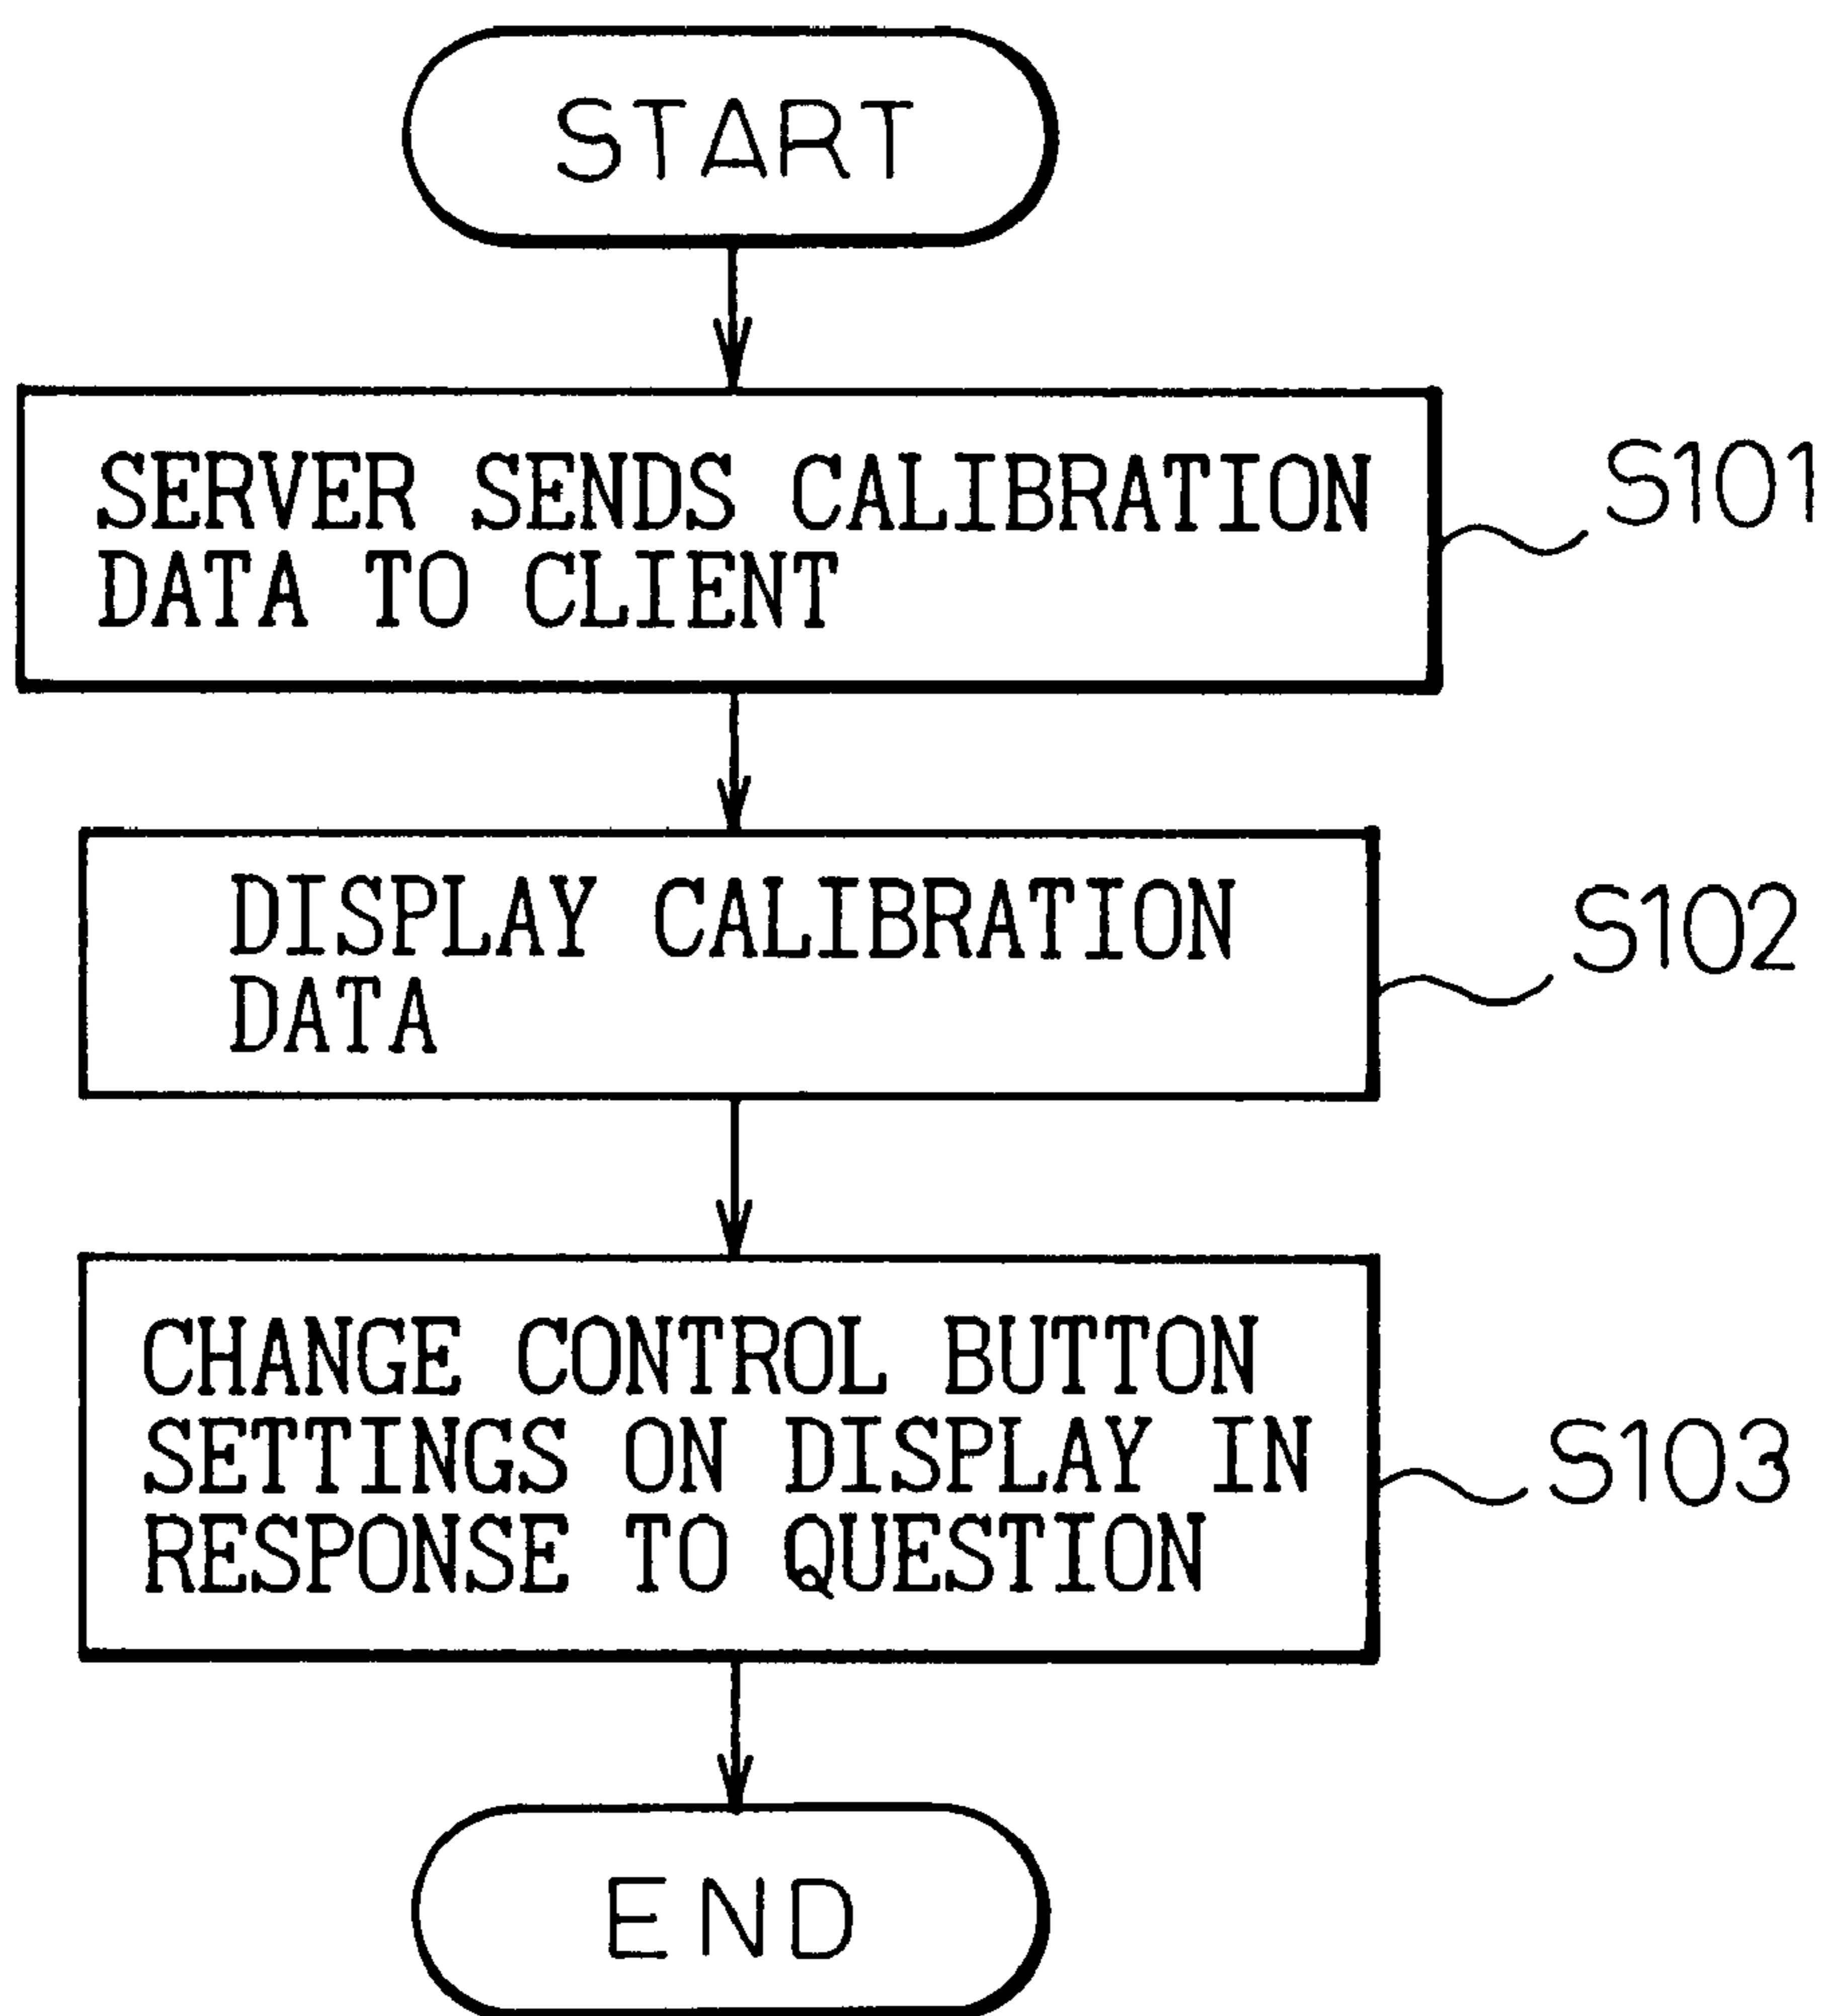 START
SERVER SENDS CALIBRATION
DATA TO CLIENT
S101
DISPLAY CALIBRATION
DATA
S102
CHANGE CONTROL BUTTON
SETTINGS ON DISPLAY IN
RESPONSE TO QUESTION
S103
END